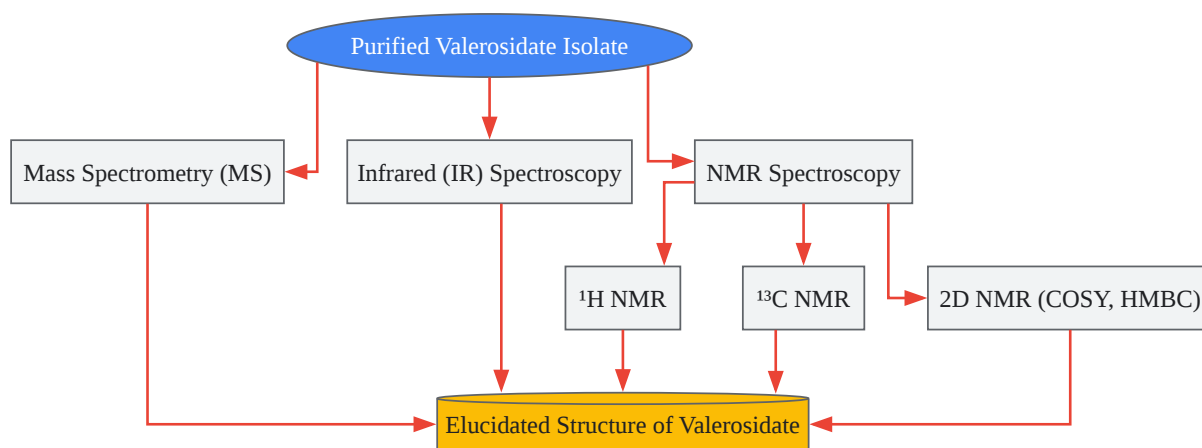 Purified Valerosidate Isolate
Mass Spectrometry (MS)
Infrared (IR) Spectroscopy
NMR Spectroscopy
¹H NMR
¹³C NMR
2D NMR (COSY, HMBC)
Elucidated Structure of Valerosidate